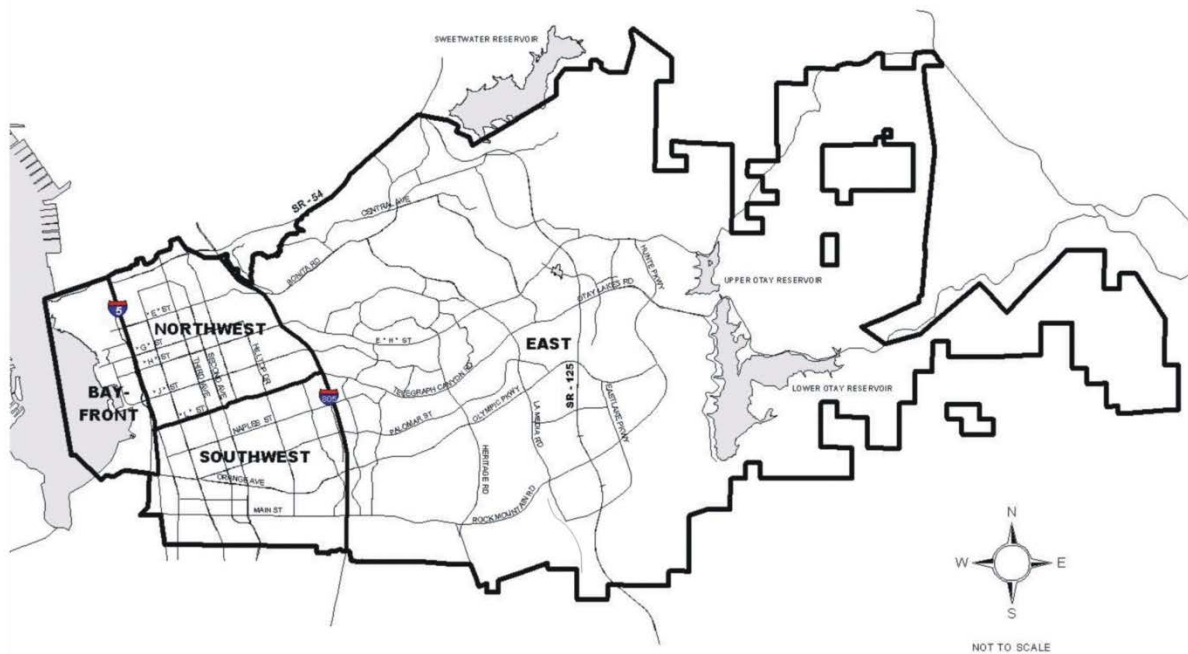 SWEETWATER RESERVOIR
SR - 54
CENTRAL AVE
BONITA RD
HUNTE PKWY
UPPER OTAY RESERVOIR
OTAY LAKES RD
5
"E" ST
NORTHWEST
"G" ST
"H" ST
"J" ST
"L" ST
THIRD AVE
SECOND AVE
HILLTOP DR
E "H" ST
EAST
BAY-
FRONT
805
TELEGRAPH CANYON RD
SR - 125
LOWER OTAY RESERVOIR
NAPLES ST
PALOMAR ST
OLYMPIC PKWY
LA MEDIA RD
EASTLAKE PKWY
SOUTHWEST
ORANGE AVE
HERITAGE RD
MAIN ST
ROCK MOUNTAIN RD
N
W
E
S
NOT TO SCALE